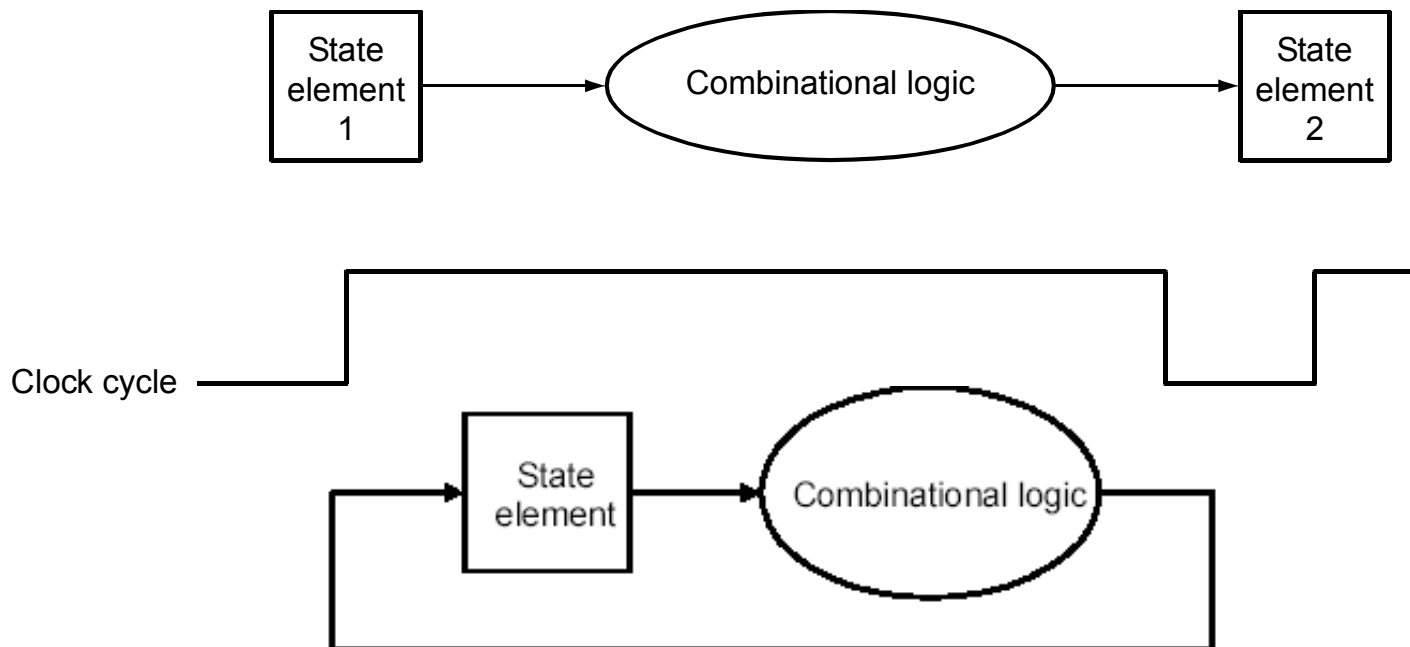 State
element
1
Combinational logic
State
element
2
Clock cycle
State
element
Combinational logic